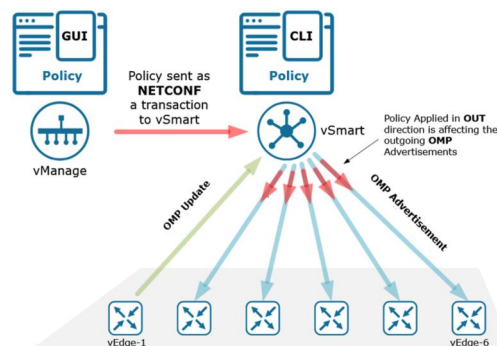 GUI
Policy
Policy sent as
NETCONF
a transaction
to vSmart
CLI
Policy
vManage
vSmart
Policy Applied in OUT
direction is affecting the
outgoing OMP
Advertisements
OMP Update
OMP Advertisement
vEdge-1
vEdge-6